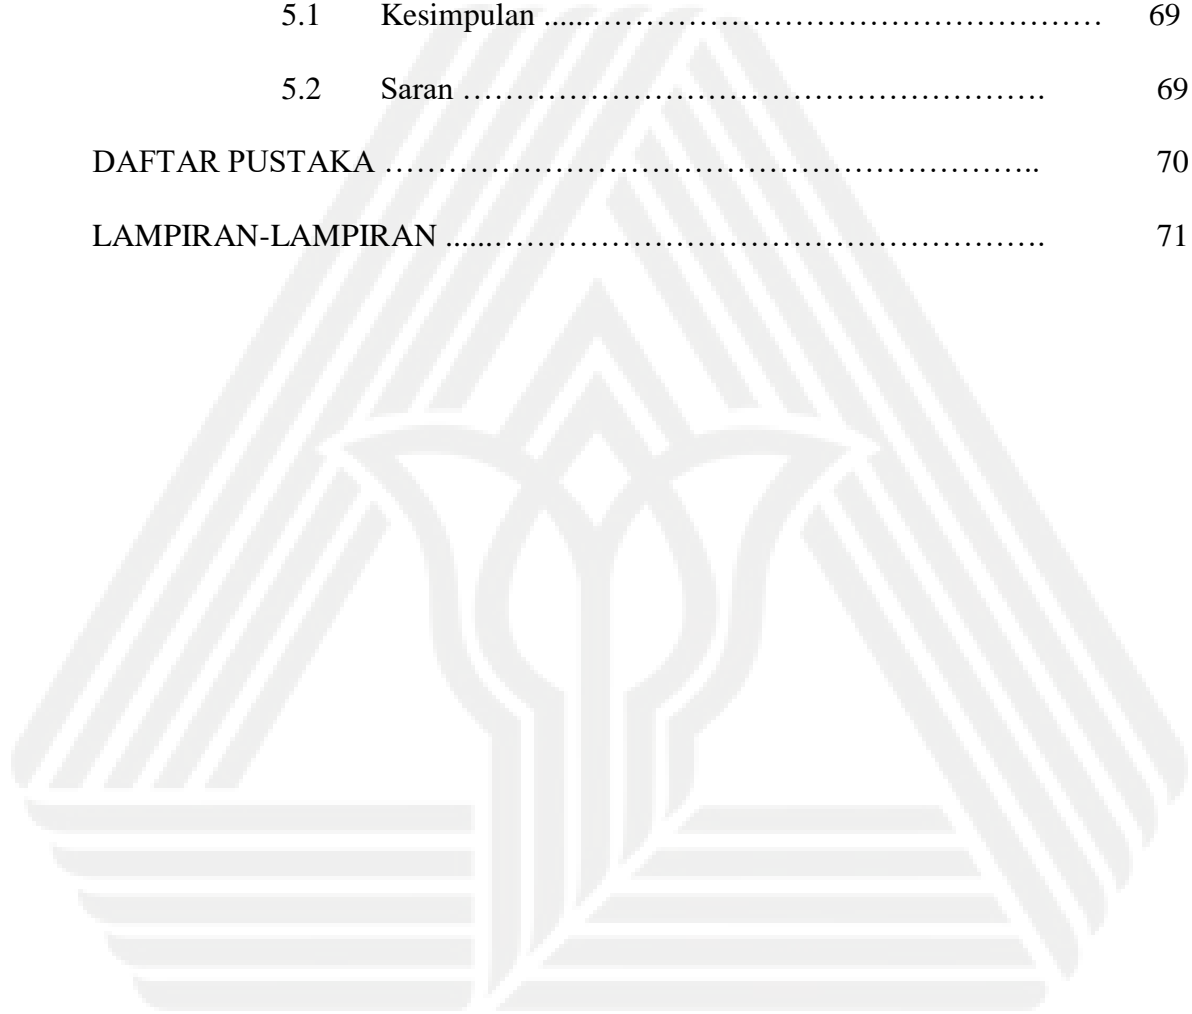 5.1 Kesimpulan ......………………………………………… 69
5.2 Saran ………………………………………………. 69
DAFTAR PUSTAKA …………………………………………………….. 70
LAMPIRAN-LAMPIRAN ......……………………………………………. 71